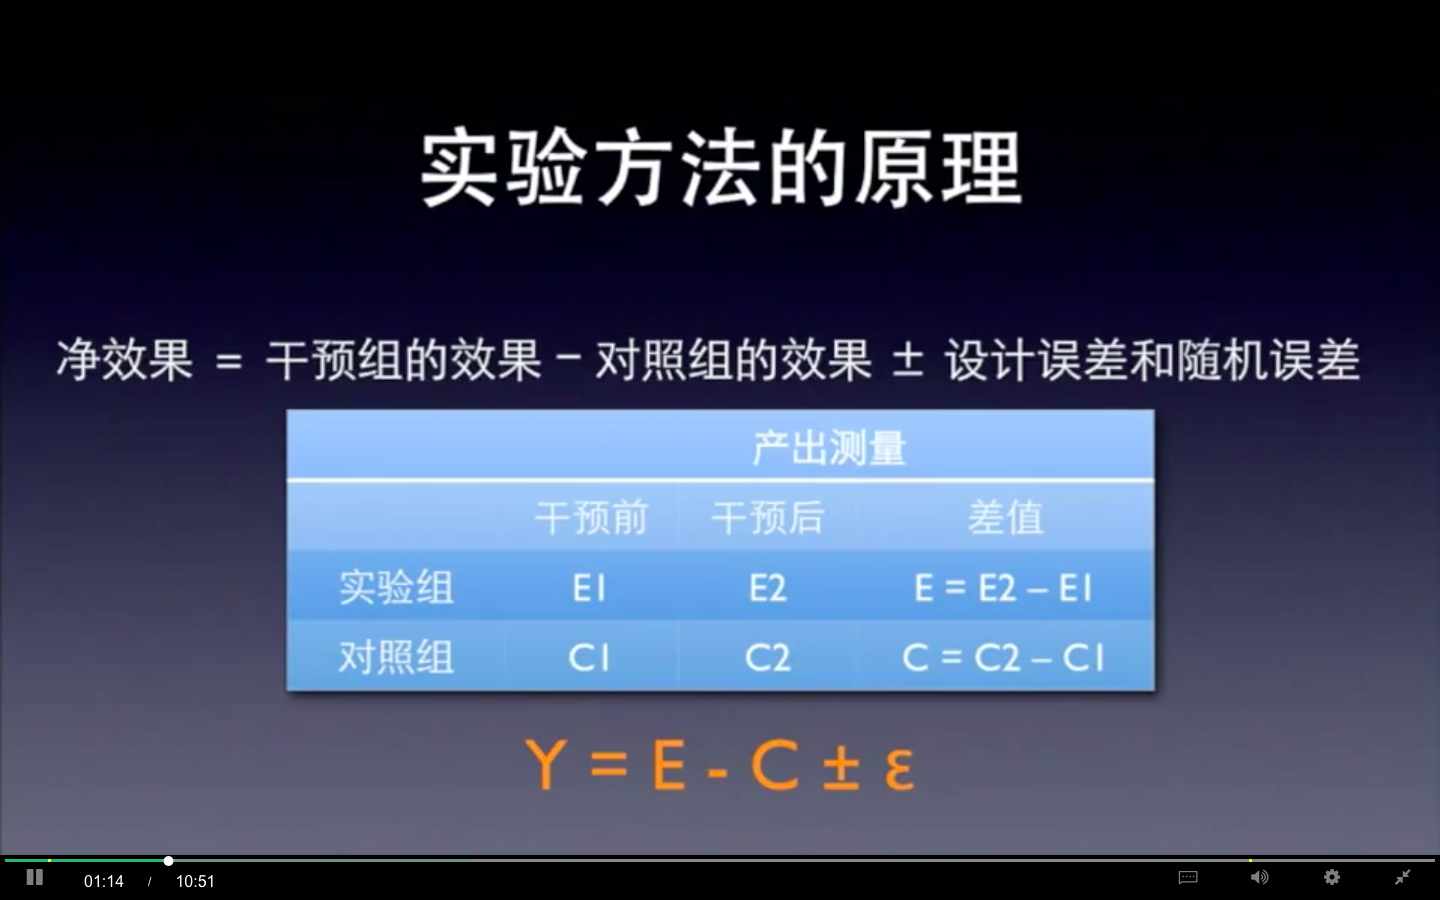 实验方法的原理
净效果 = 干预组的效果 – 对照组的效果 ± 设计误差和随机误差
产出测量
干预前 干预后 差值
实验组 E1 E2 E = E2 – E1
对照组 C1 C2 C = C2 – C1
Y = E - C ± ε
01:14 / 10:51